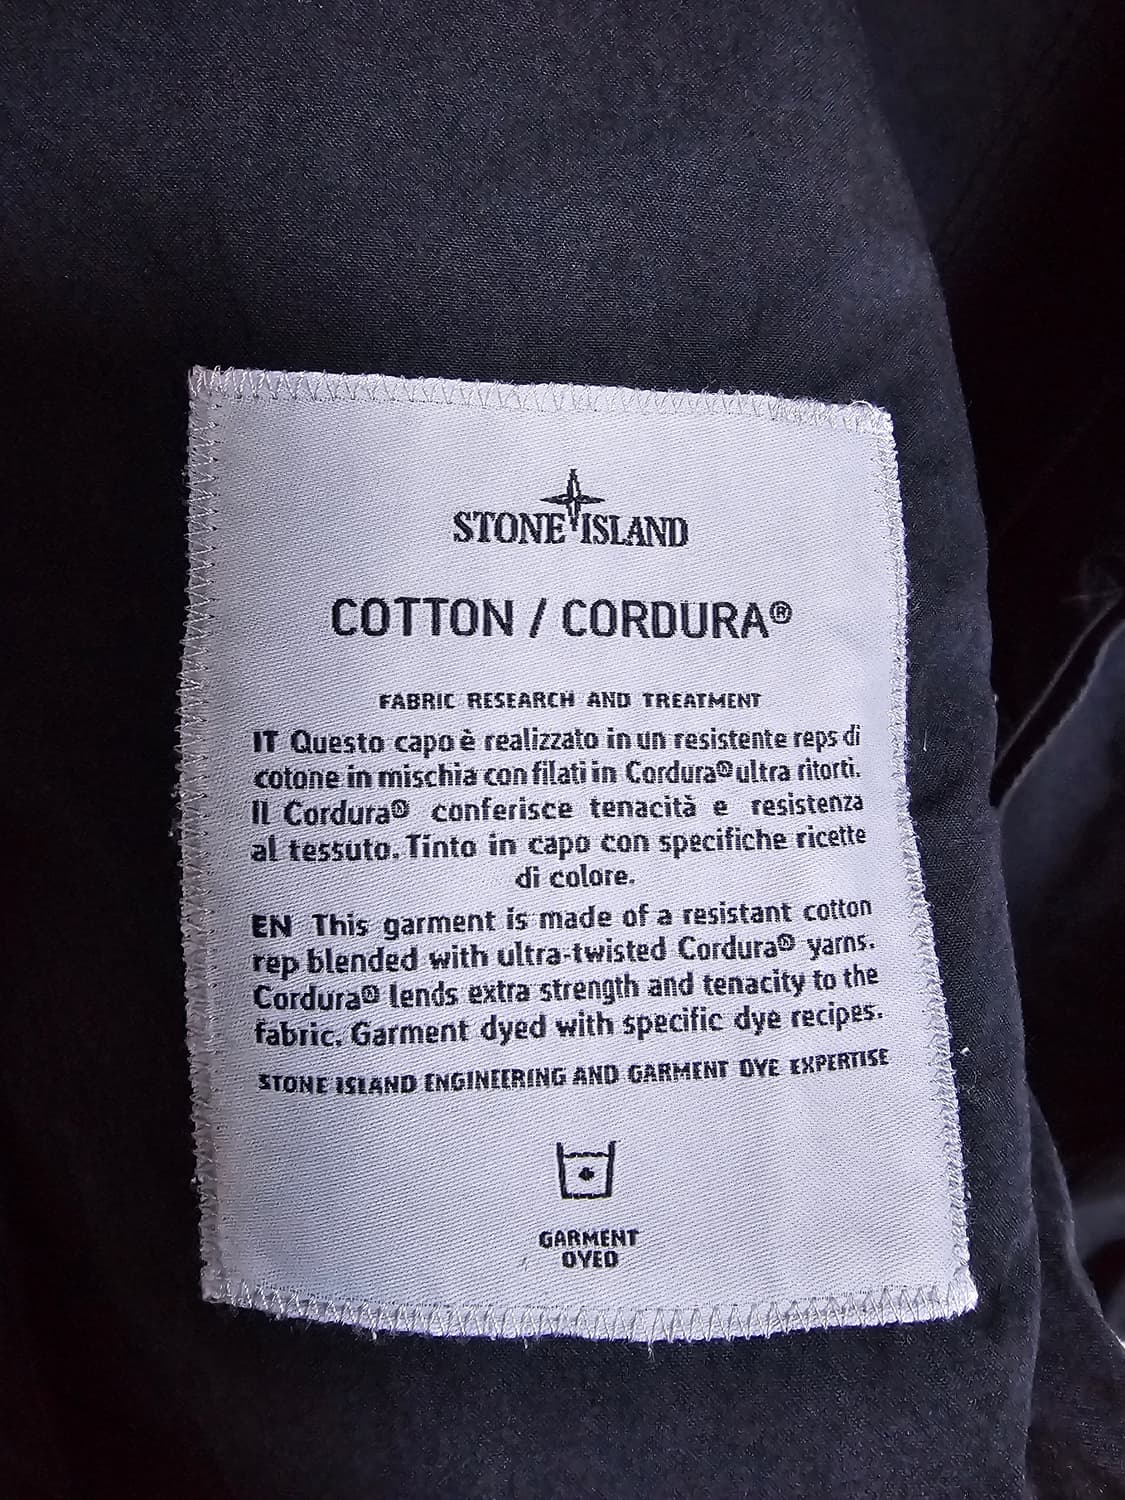 STONE ISLAND
COTTON / CORDURA®
FABRIC RESEARCH AND TREATMENT
IT Questo capo è realizzato in un resistente reps di
cotone in mischia con filati in Cordura® ultra ritorti.
Il Cordura® conferisce tenacità e resistenza
al tessuto. Tinto in capo con specifiche ricette
di colore.
EN This garment is made of a resistant cotton
rep blended with ultra-twisted Cordura® yarns.
Cordura® lends extra strength and tenacity to the
fabric. Garment dyed with specific dye recipes.
STONE ISLAND ENGINEERING AND GARMENT DYE EXPERTISE
GARMENT
DYED